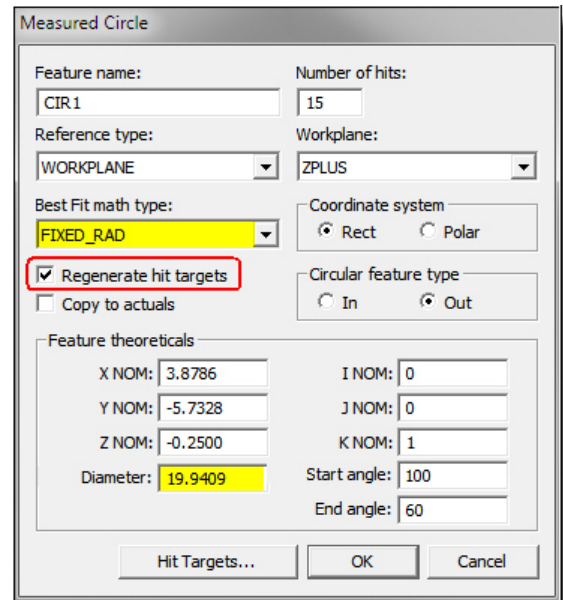 Measured Circle
Feature name: Number of hits:
CIR1 15
Reference type: Workplane:
WORKPLANE ZPLUS
Best Fit math type: Coordinate system
FIXED_RAD Rect Polar
Regenerate hit targets Circular feature type
Copy to actuals In Out
Feature theoreticals
X NOM: 3.8786 I NOM: 0
Y NOM: -5.7328 J NOM: 0
Z NOM: -0.2500 K NOM: 1
Diameter: 19.9409 Start angle: 100
End angle: 60
Hit Targets... OK Cancel